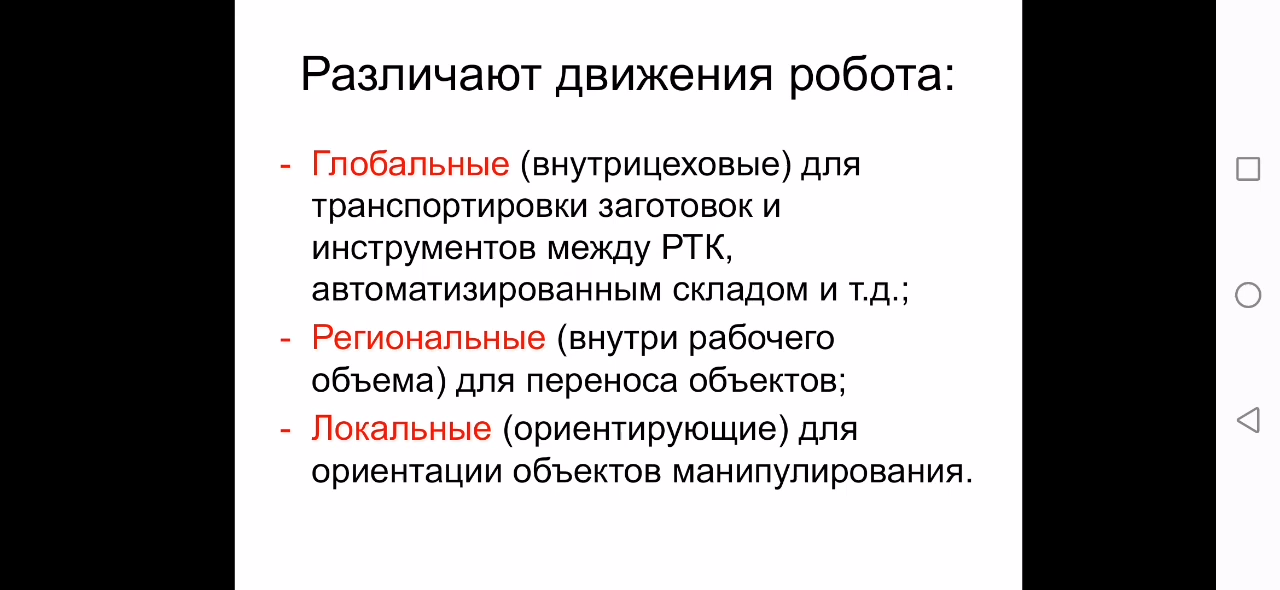 Различают движения робота:
- Глобальные (внутрицеховые) для
транспортировки заготовок и
инструментов между РТК,
автоматизированным складом и т.д.;
- Региональные (внутри рабочего
объема) для переноса объектов;
- Локальные (ориентирующие) для
ориентации объектов манипулирования.